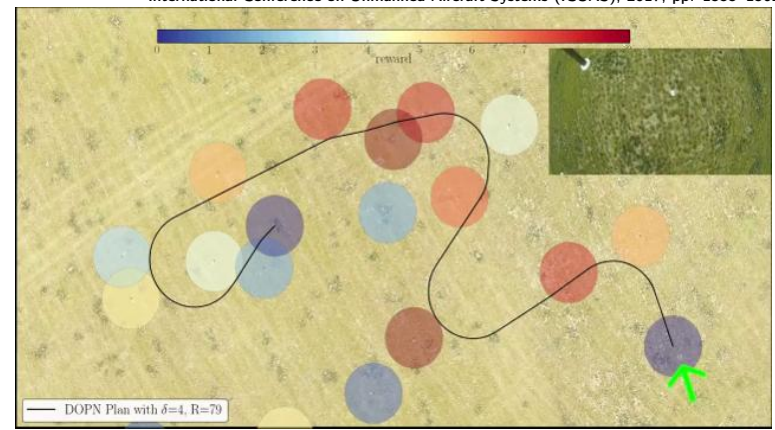 International Conference on Unmanned Aircraft Systems (ICUAS), 2017, pp.
0 1 2 3 4 5 7
reward
DOPN Plan with δ=4, R=79